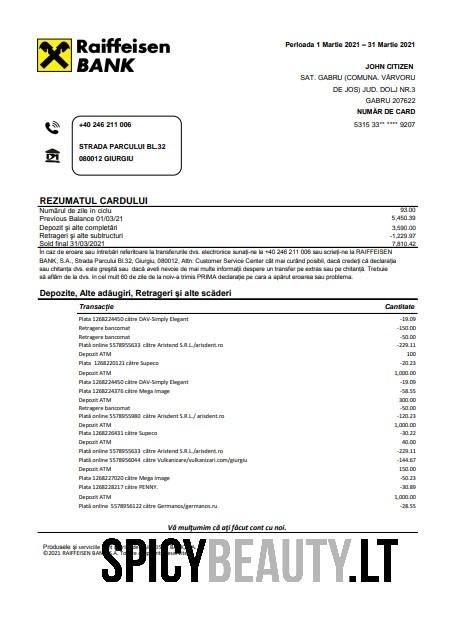 Raiffeisen
BANK
Perioada 1 Martie 2021 – 31 Martie 2021
JOHN CITIZEN
SAT. GABRU (COMUNA. VÂRVORU
DE JOS) JUD. DOLJ NR.3
GABRU 207622
NUMĂR DE CARD
5315 33** **** 9207
+40 246 211 006
STRADA PARCULUI BL.32
080012 GIURGIU
REZUMATUL CARDULUI
Numărul de zile în ciclu 93.00
Previous Balance 01/03/21 5,450.39
Depozit și alte completări 3,590.00
Retrageri și alte subtructuri -1,229.97
Sold final 31/03/2021 7,810.42
În caz de eroare sau întrebări referitoare la transferurile dvs. electronice sunați-ne la +40 246 211 006 sau scrieți-ne la RAIFFEISEN
BANK, S.A., Strada Parcului Bl.32, Giurgiu, 080012, Attn: Customer Service Center cât mai curând posibil, dacă credeți că declarația
sau chitanța dvs. este greșită sau dacă aveți nevoie de mai multe informații despre un transfer pe extras sau pe chitanță. Trebuie
să aflăm de la dvs. în cel mult 60 de zile de la noi-a trimis PRIMA declarație pe care a apărut eroarea sau problema.
Depozite, Alte adăugiri, Retrageri și alte scăderi
Transacție Cantitate
Plata 1268224450 către DAV-Simply Elegant -19.09
Retragere bancomat -150.00
Retragere bancomat -50.00
Plată online 5578955633 către Aristend S.R.L./arisdent.ro -229.11
Depozit ATM 100
Plata 1268220121 către Supeco -20.23
Depozit ATM 1,000.00
Plata 1268224450 către DAV-Simply Elegant -19.09
Plata 1268224376 către Mega Image -58.55
Depozit ATM 300.00
Retragere bancomat -50.00
Plată online 5578955980 către Arisdent S.R.L./ arisdent.ro -120.23
Depozit ATM 1,000.00
Plata 1268226431 către Supeco -30.22
Depozit ATM 40.00
Plată online 5578955633 către Aristend S.R.L/arisdent.ro -229.11
Plată online 5578956044 către Vulkanizare/vulkanizari.com/giurgiu -144.67
Depozit ATM 150.00
Plata 1268227020 către Mega Image -50.23
Plata 1268228217 către PENNY. -30.89
Depozit ATM 1,000.00
Plată online 5578956122 către Germanos/germanos.ru -28.55
Vă mulțumim că ați făcut cont cu noi.
Produsele și serviciile
©2021 RAIFFEISEN BANK
SPICYBEAUTY.LT